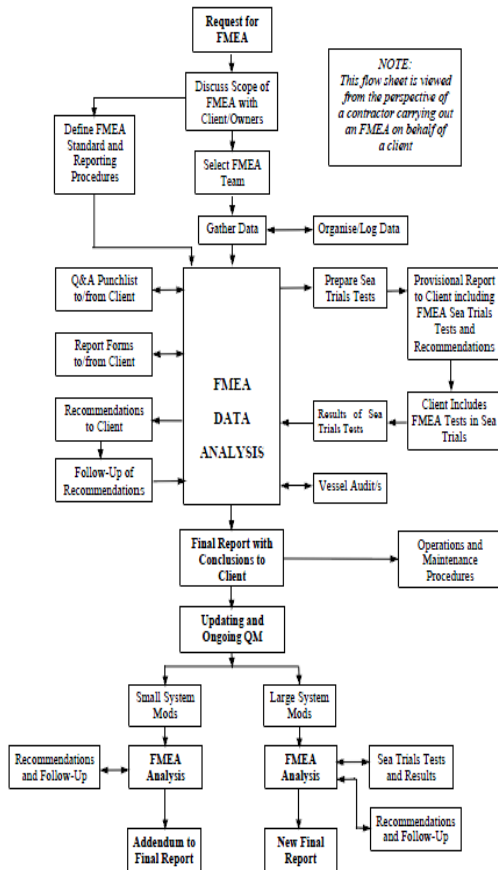 Request for
FMEA
Discuss Scope of
FMEA with
Client/Owners
NOTE:
This flow sheet is viewed
from the perspective of
a contractor carrying out
an FMEA on behalf of
a client
Define FMEA
Standard and
Reporting
Procedures
Select FMEA
Team
Gather Data
Organise/Log Data
Q&A Punchlist
to/from Client
Prepare Sea
Trials Tests
Provisional Report
to Client including
FMEA Sea Trials
Tests and
Recommendations
Report Forms
to/from Client
FMEA
DATA
ANALYSIS
Recommendations
to Client
Results of Sea
Trials Tests
Client Includes
FMEA Tests in Sea
Trials
Follow-Up of
Recommendations
Vessel Audit/s
Final Report with
Conclusions to
Client
Operations and
Maintenance
Procedures
Updating and
Ongoing QM
Small System
Mods
Large System
Mods
Recommendations
and Follow-Up
FMEA
Analysis
FMEA
Analysis
Sea Trials Tests
and Results
Recommendations
and Follow-Up
Addendum to
Final Report
New Final
Report